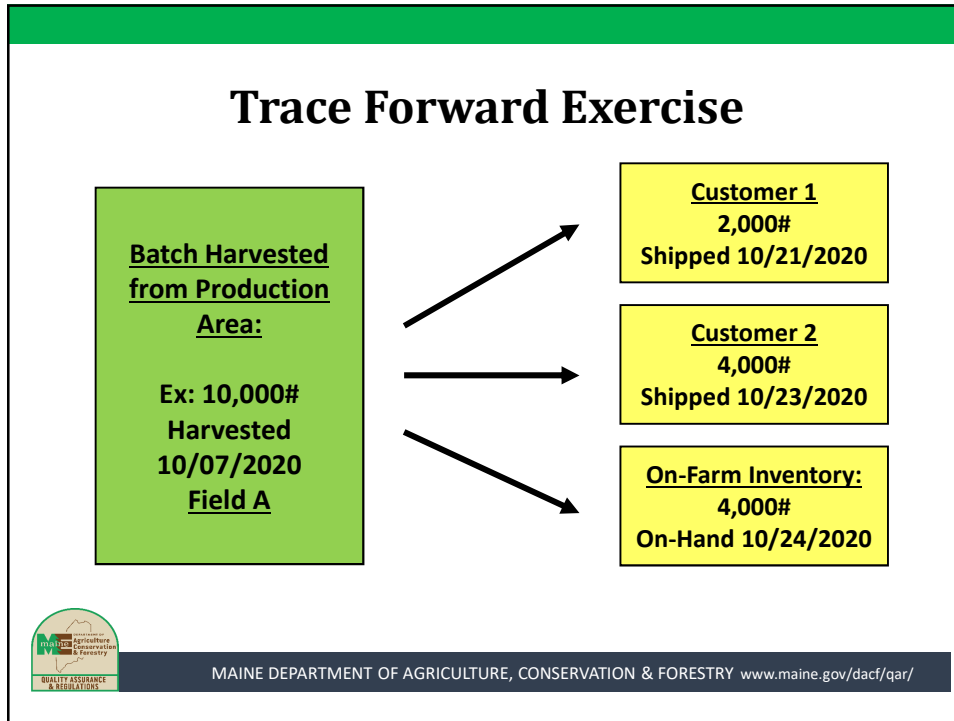 Trace Forward Exercise
Batch Harvested
from Production
Area:
Ex: 10,000#
Harvested
10/07/2020
Field A
Customer 1
2,000#
Shipped 10/21/2020
Customer 2
4,000#
Shipped 10/23/2020
On-Farm Inventory:
4,000#
On-Hand 10/24/2020
DEPARTMENT OF
maine
Agriculture
Conservation
& Forestry
QUALITY ASSURANCE
& REGULATIONS
MAINE DEPARTMENT OF AGRICULTURE, CONSERVATION & FORESTRY www.maine.gov/dacf/qar/